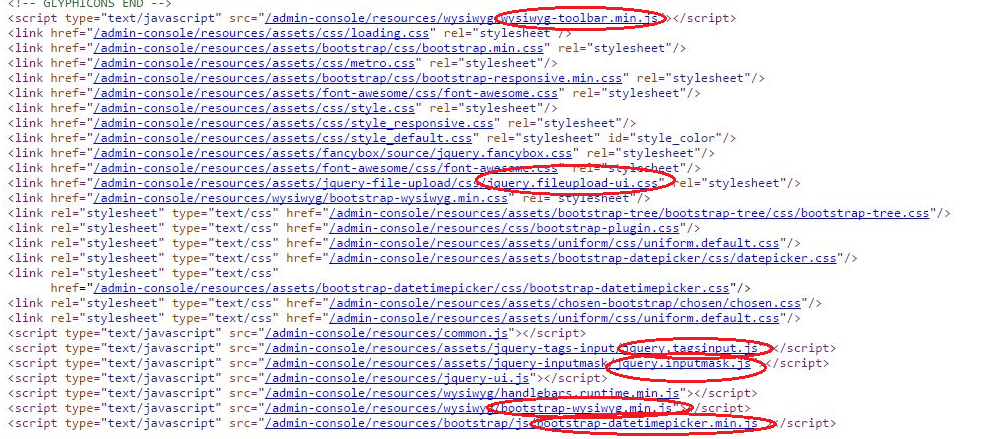 <!-- GLYPHICONS END -->
<script type="text/javascript" src="/admin-console/resources/wysiwyg/wysiwyg-toolbar.min.js"></script>
<link href="/admin-console/resources/assets/css/loading.css" rel="stylesheet"/>
<link href="/admin-console/resources/assets/bootstrap/css/bootstrap.min.css" rel="stylesheet"/>
<link href="/admin-console/resources/assets/css/metro.css" rel="stylesheet"/>
<link href="/admin-console/resources/assets/bootstrap/css/bootstrap-responsive.min.css" rel="stylesheet"/>
<link href="/admin-console/resources/assets/font-awesome/css/font-awesome.css" rel="stylesheet"/>
<link href="/admin-console/resources/assets/css/style.css" rel="stylesheet"/>
<link href="/admin-console/resources/assets/css/style_responsive.css" rel="stylesheet"/>
<link href="/admin-console/resources/assets/css/style_default.css" rel="stylesheet" id="style_color"/>
<link href="/admin-console/resources/assets/fancybox/source/jquery.fancybox.css" rel="stylesheet"/>
<link href="/admin-console/resources/assets/font-awesome/css/font-awesome.css" rel="stylesheet"/>
<link href="/admin-console/resources/assets/jquery-file-upload/css/jquery.fileupload-ui.css" rel="stylesheet"/>
<link href="/admin-console/resources/wysiwyg/bootstrap-wysiwyg.min.css" rel="stylesheet"/>
<link rel="stylesheet" type="text/css" href="/admin-console/resources/assets/bootstrap-tree/bootstrap-tree/css/bootstrap-tree.css"/>
<link rel="stylesheet" type="text/css" href="/admin-console/resources/css/bootstrap-plugin.css"/>
<link rel="stylesheet" type="text/css" href="/admin-console/resources/assets/uniform/css/uniform.default.css"/>
<link rel="stylesheet" type="text/css" href="/admin-console/resources/assets/bootstrap-datepicker/css/datepicker.css"/>
<link rel="stylesheet" type="text/css"
href="/admin-console/resources/assets/bootstrap-datetimepicker/css/bootstrap-datetimepicker.css"/>
<link rel="stylesheet" type="text/css" href="/admin-console/resources/assets/chosen-bootstrap/chosen/chosen.css"/>
<link rel="stylesheet" type="text/css" href="/admin-console/resources/assets/uniform/css/uniform.default.css"/>
<script type="text/javascript" src="/admin-console/resources/common.js"></script>
<script type="text/javascript" src="/admin-console/resources/assets/jquery-tags-input/jquery.tagsinput.js"></script>
<script type="text/javascript" src="/admin-console/resources/assets/jquery-inputmask/jquery.inputmask.js"></script>
<script type="text/javascript" src="/admin-console/resources/jquery-ui.js"></script>
<script type="text/javascript" src="/admin-console/resources/wysiwyg/handlebars.runtime.min.js"></script>
<script type="text/javascript" src="/admin-console/resources/wysiwyg/bootstrap-wysiwyg.min.js"></script>
<script type="text/javascript" src="/admin-console/resources/bootstrap/js/bootstrap-datetimepicker.min.js"></script>